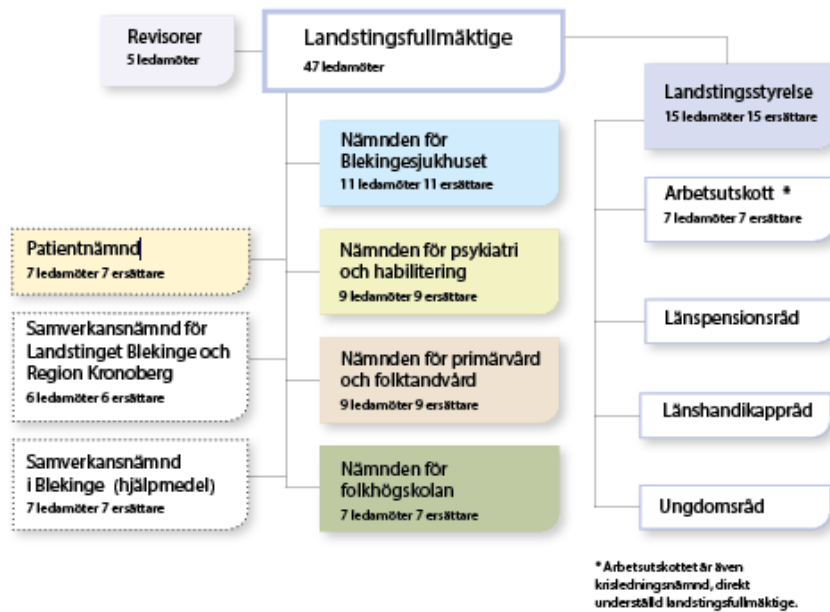 Revisorer
5 ledamöter
Landstingsfullmäktige
47 ledamöter
Landstingsstyrelse
15 ledamöter 15 ersättare
Nämnden för
Blekingesjukhuset
11 ledamöter 11 ersättare
Arbetsutskott *
7 ledamöter 7 ersättare
Patientnämnd
7 ledamöter 7 ersättare
Nämnden för psykiatri
och habilitering
9 ledamöter 9 ersättare
Länspensionsråd
Samverkansnämnd för
Landstinget Blekinge och
Region Kronoberg
6 ledamöter 6 ersättare
Nämnden för primärvård
och folktandvård
9 ledamöter 9 ersättare
Länshandikappråd
Samverkansnämnd
i Blekinge (hjälpmedel)
7 ledamöter 7 ersättare
Nämnden för
folkhögskolan
7 ledamöter 7 ersättare
Ungdomsråd
* Arbetsutskottet är även
krisledningsnämnd, direkt
underställd landstingsfullmäktige.